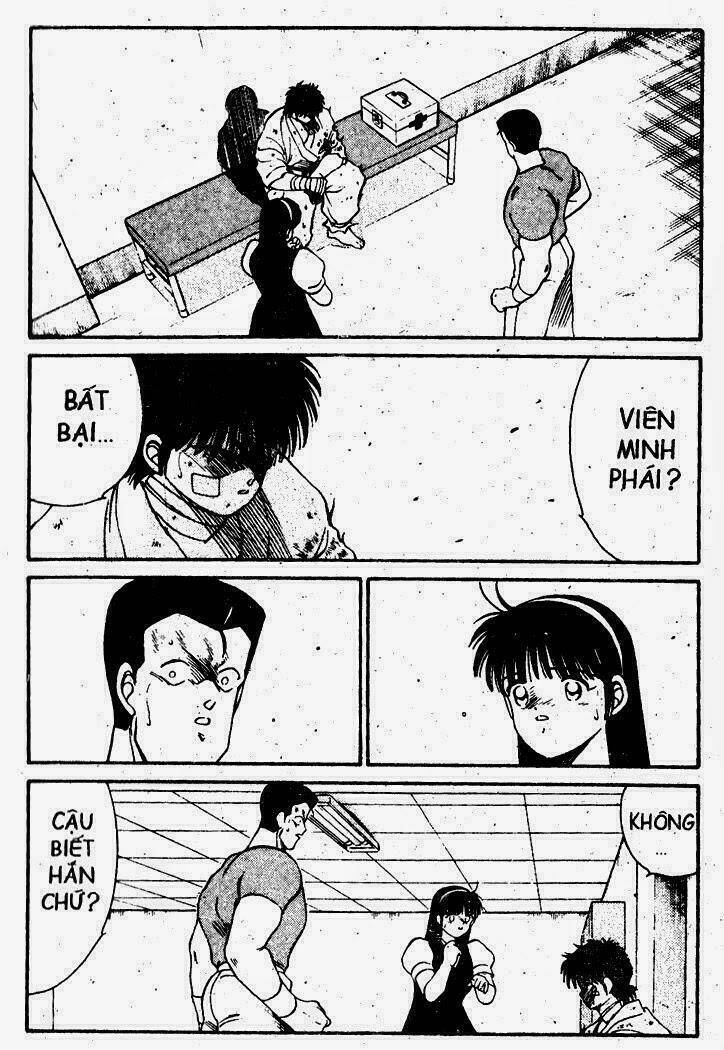 BẤT
BẠI...
VIÊN
MINH
PHÁI?
CẬU
BIẾT
HẮN
CHỨ?
KHÔNG
...